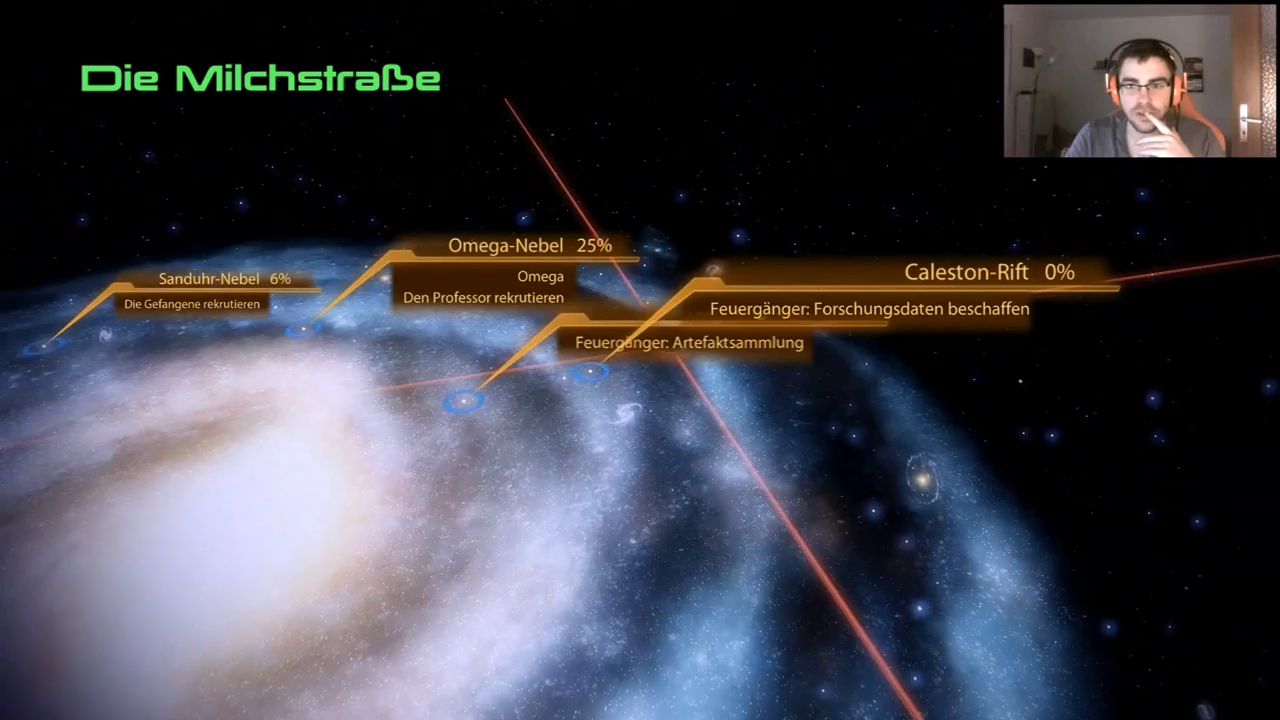 Die Milchstraße
Omega-Nebel 25%
Omega
Den Professor rekrutieren
Sanduhr-Nebel 6%
Die Gefangene rekrutieren
Caleston-Rift 0%
Feuergänger: Forschungsdaten beschaffen
Feuergänger: Artefaktsammlung